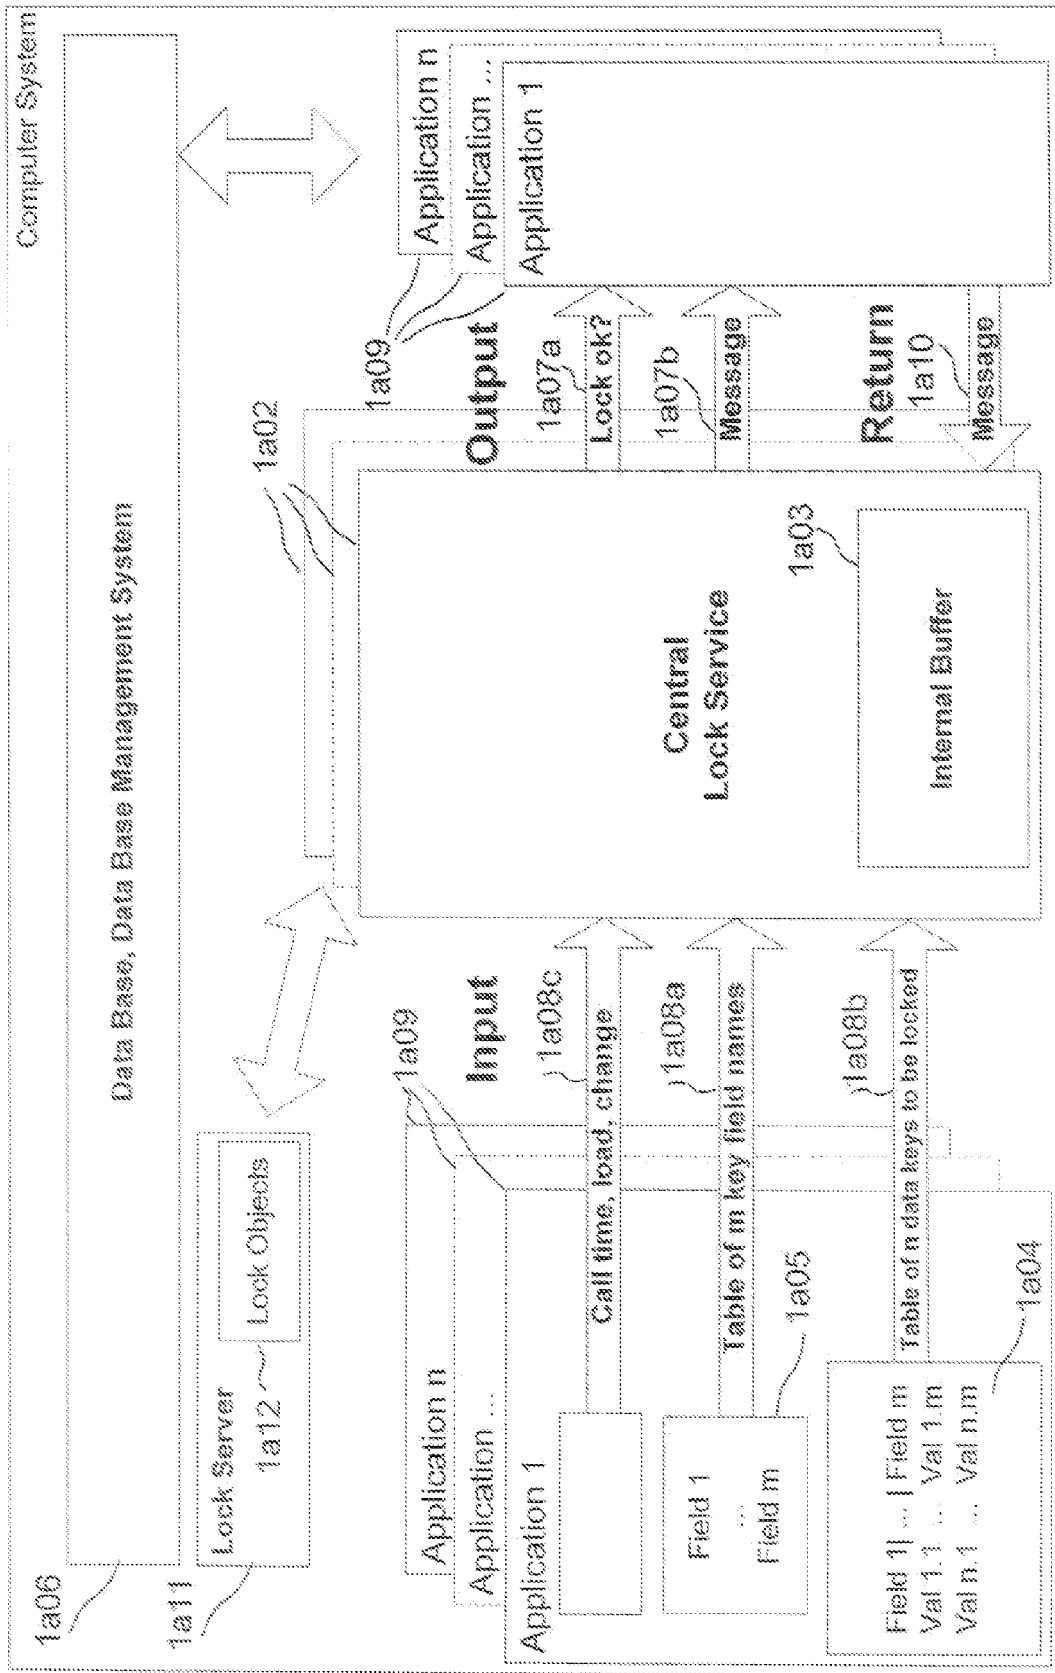 Computer System
1a06
Data Base, Data Base Management System
1a11
Lock Server
1a12
Lock Objects
1a02
1a09
Input
Output
1a09
Application n
Application ...
Application 1
Application n
Application ...
Application 1
Call time, load, change
1a08c
Lock ok?
1a07a
Field 1
...
Field m
1a05
Table of m key field names
1a08a
Central
Lock Service
Message
1a07b
Field 1| ... | Field m
Val 1.1 ... Val 1.m
Val n.1 ... Val n.m
1a04
Table of n data keys to be locked
1a08b
Internal Buffer
1a03
Return
Message
1a10